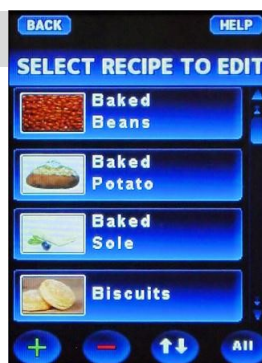 BACK
HELP
SELECT RECIPE TO EDIT
Baked
Beans
Baked
Potato
Baked
Sole
Biscuits
+
-
All